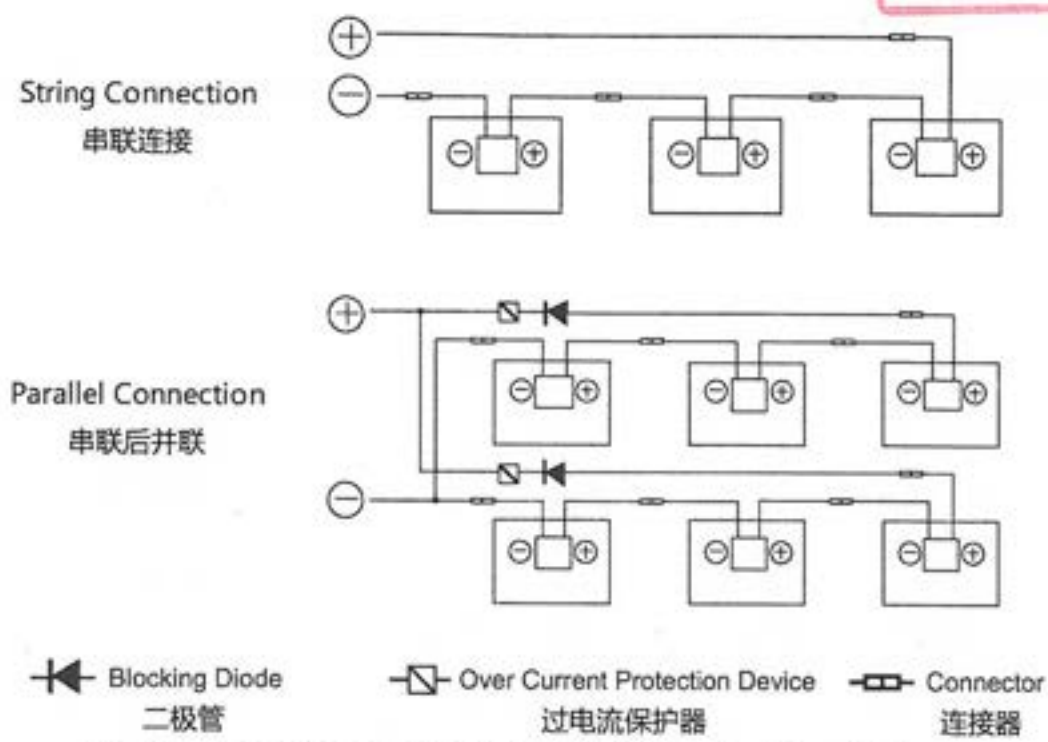 String Connection
串联连接
Parallel Connection
串联后并联
Blocking Diode
二极管
Over Current Protection Device
过电流保护器
Connector
连接器